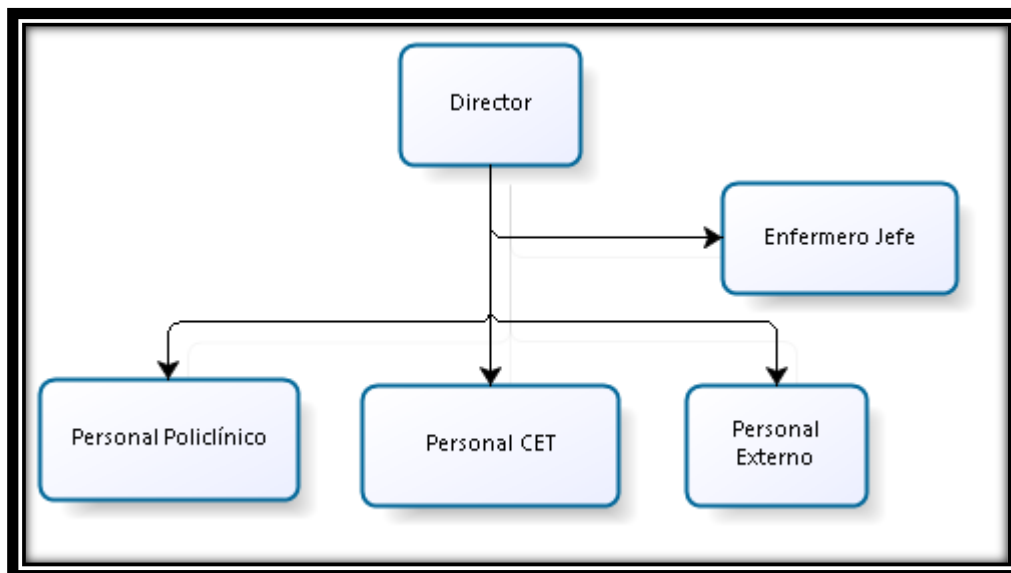 Director
Enfermero Jefe
Personal Policlínico
Personal CET
Personal
Externo